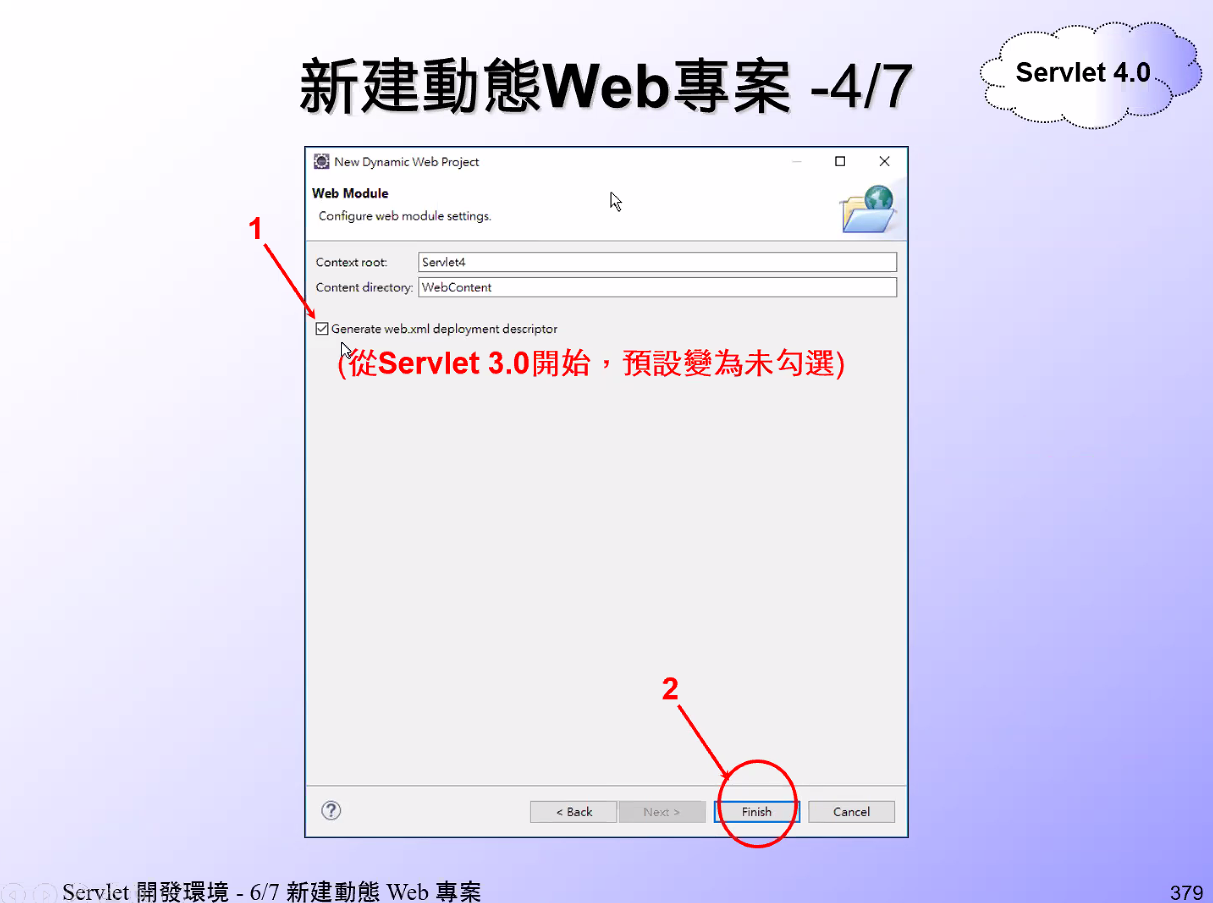 新建動態Web專案 -4/7
Servlet 4.0
New Dynamic Web Project
Web Module
Configure web module settings.
1
Context root: Servlet4
Content directory: WebContent
Generate web.xml deployment descriptor
(從Servlet 3.0開始，預設變為未勾選)
2
?
< Back Next > Finish Cancel
Servlet 開發環境 - 6/7 新建動態 Web 專案
379